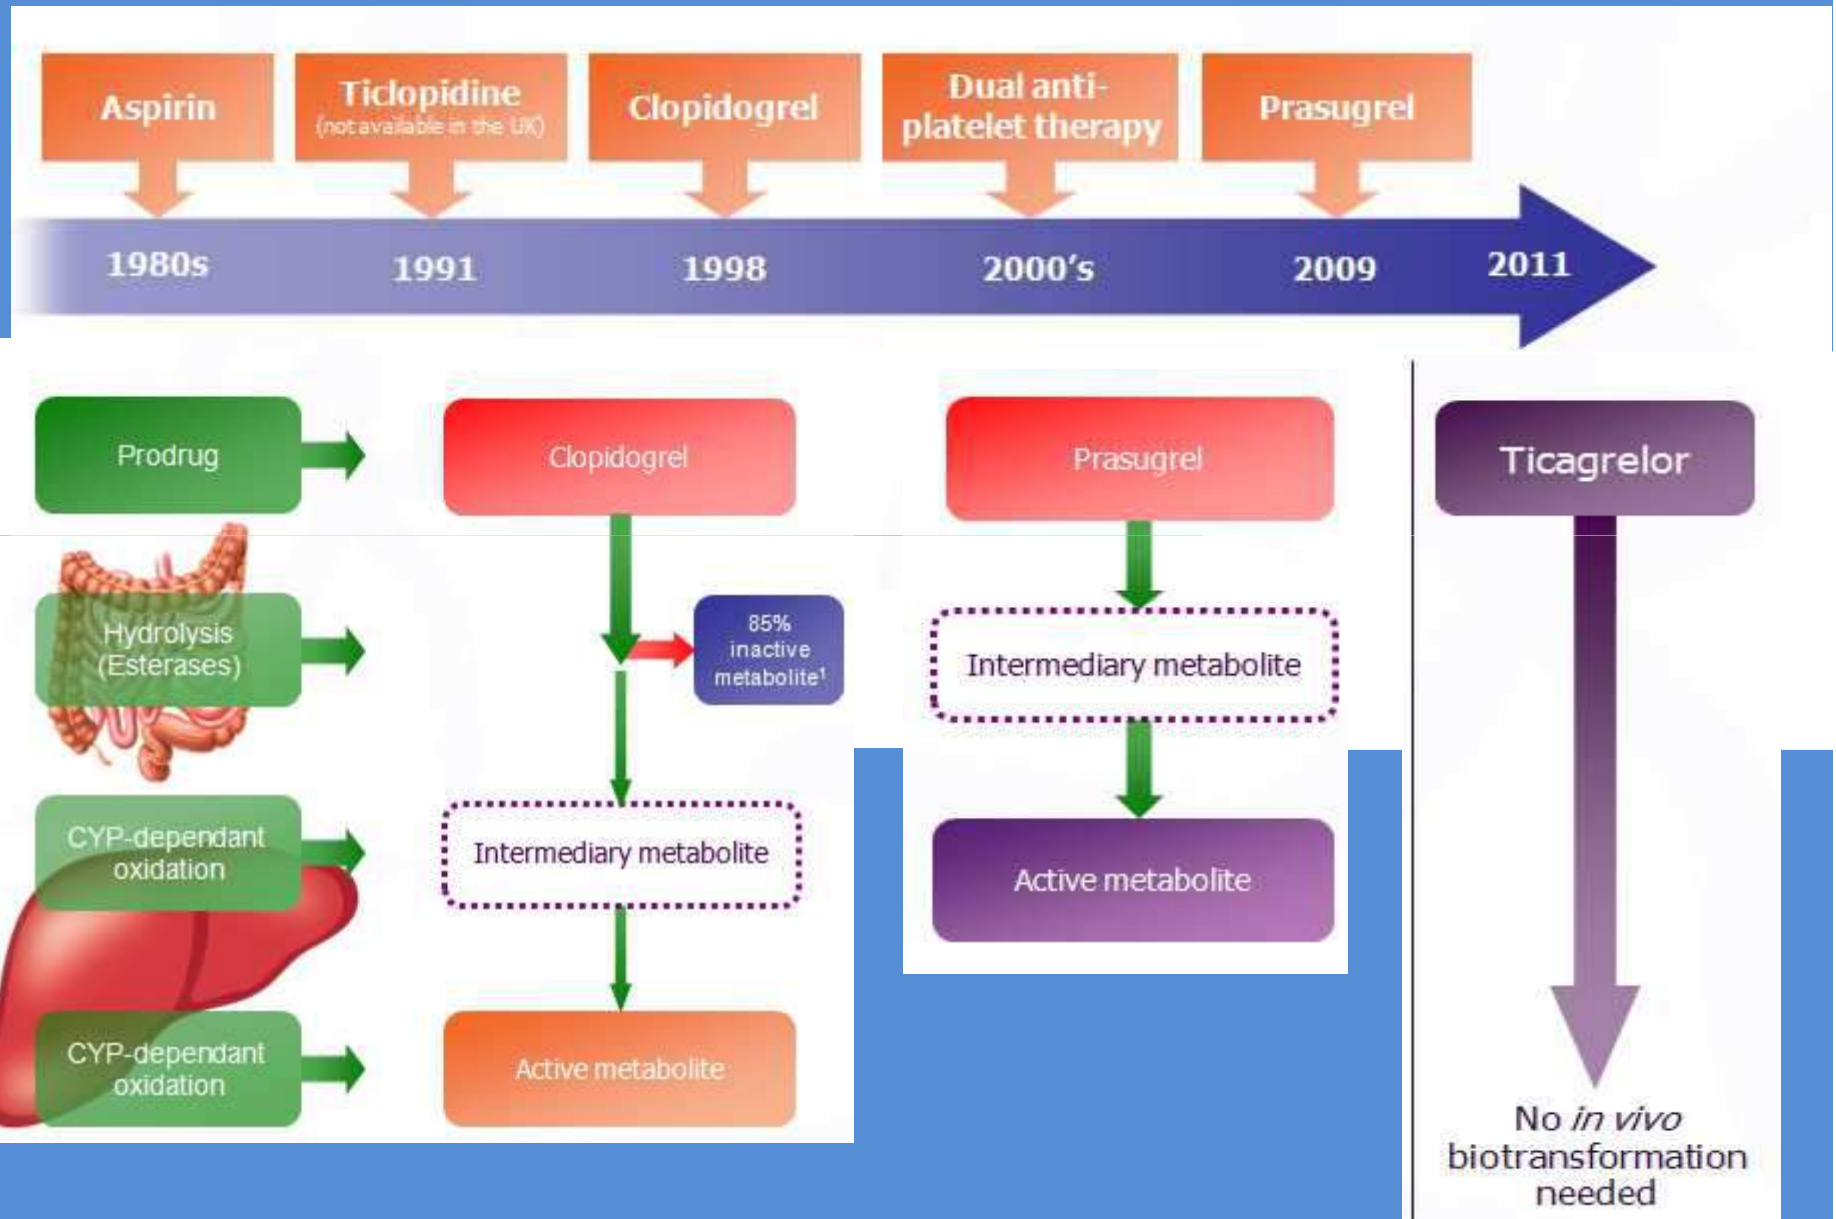 Aspirin
Ticlopidine
(not available in the UK)
Clopidogrel
Dual anti-
platelet therapy
Prasugrel
1980s
1991
1998
2000's
2009
2011
Prodrug
Hydrolysis
(Esterases)
CYP-dependant
oxidation
CYP-dependant
oxidation
Clopidogrel
85%
inactive
metabolite¹
Intermediary metabolite
Active metabolite
Prasugrel
Intermediary metabolite
Active metabolite
Ticagrelor
No in vivo
biotransformation
needed